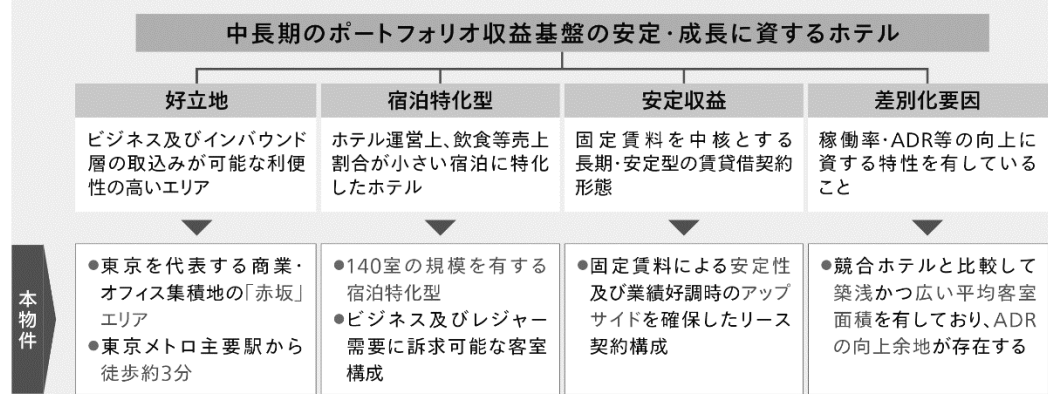 中長期のポートフォリオ収益基盤の安定・成長に資するホテル
好立地
ビジネス及びインバウンド
層の取込みが可能な利便
性の高いエリア
宿泊特化型
ホテル運営上、飲食等売上
割合が小さい宿泊に特化
したホテル
安定収益
固定賃料を中核とする
長期・安定型の賃貸借契約
形態
差別化要因
稼働率・ADR等の向上に
資する特性を有している
こと
本物件
●東京を代表する商業・
オフィス集積地の「赤坂」
エリア
●東京メトロ主要駅から
徒歩約3分
●140室の規模を有する
宿泊特化型
●ビジネス及びレジャー
需要に訴求可能な客室
構成
●固定賃料による安定性
及び業績好調時のアップ
サイドを確保したリース
契約構成
●競合ホテルと比較して
築浅かつ広い平均客室
面積を有しており、ADR
の向上余地が存在する